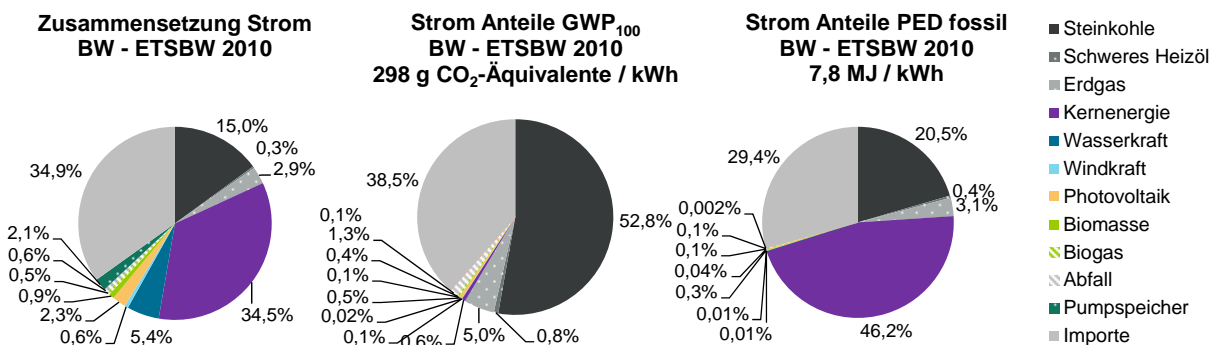 Zusammensetzung Strom
BW - ETSBW 2010
15,0%
0,3%
2,9%
34,5%
5,4%
0,6%
2,3%
0,9%
0,5%
0,6%
2,1%
34,9%
Strom Anteile GWP100
BW - ETSBW 2010
298 g CO2-Äquivalente / kWh
52,8%
0,8%
5,0%
0,6%
0,1%
0,02%
0,5%
0,1%
0,4%
1,3%
0,1%
38,5%
Strom Anteile PED fossil
BW - ETSBW 2010
7,8 MJ / kWh
20,5%
0,4%
3,1%
46,2%
0,01%
0,01%
0,3%
0,04%
0,1%
0,1%
0,002%
29,4%
Steinkohle
Schweres Heizöl
Erdgas
Kernenergie
Wasserkraft
Windkraft
Photovoltaik
Biomasse
Biogas
Abfall
Pumpspeicher
Importe